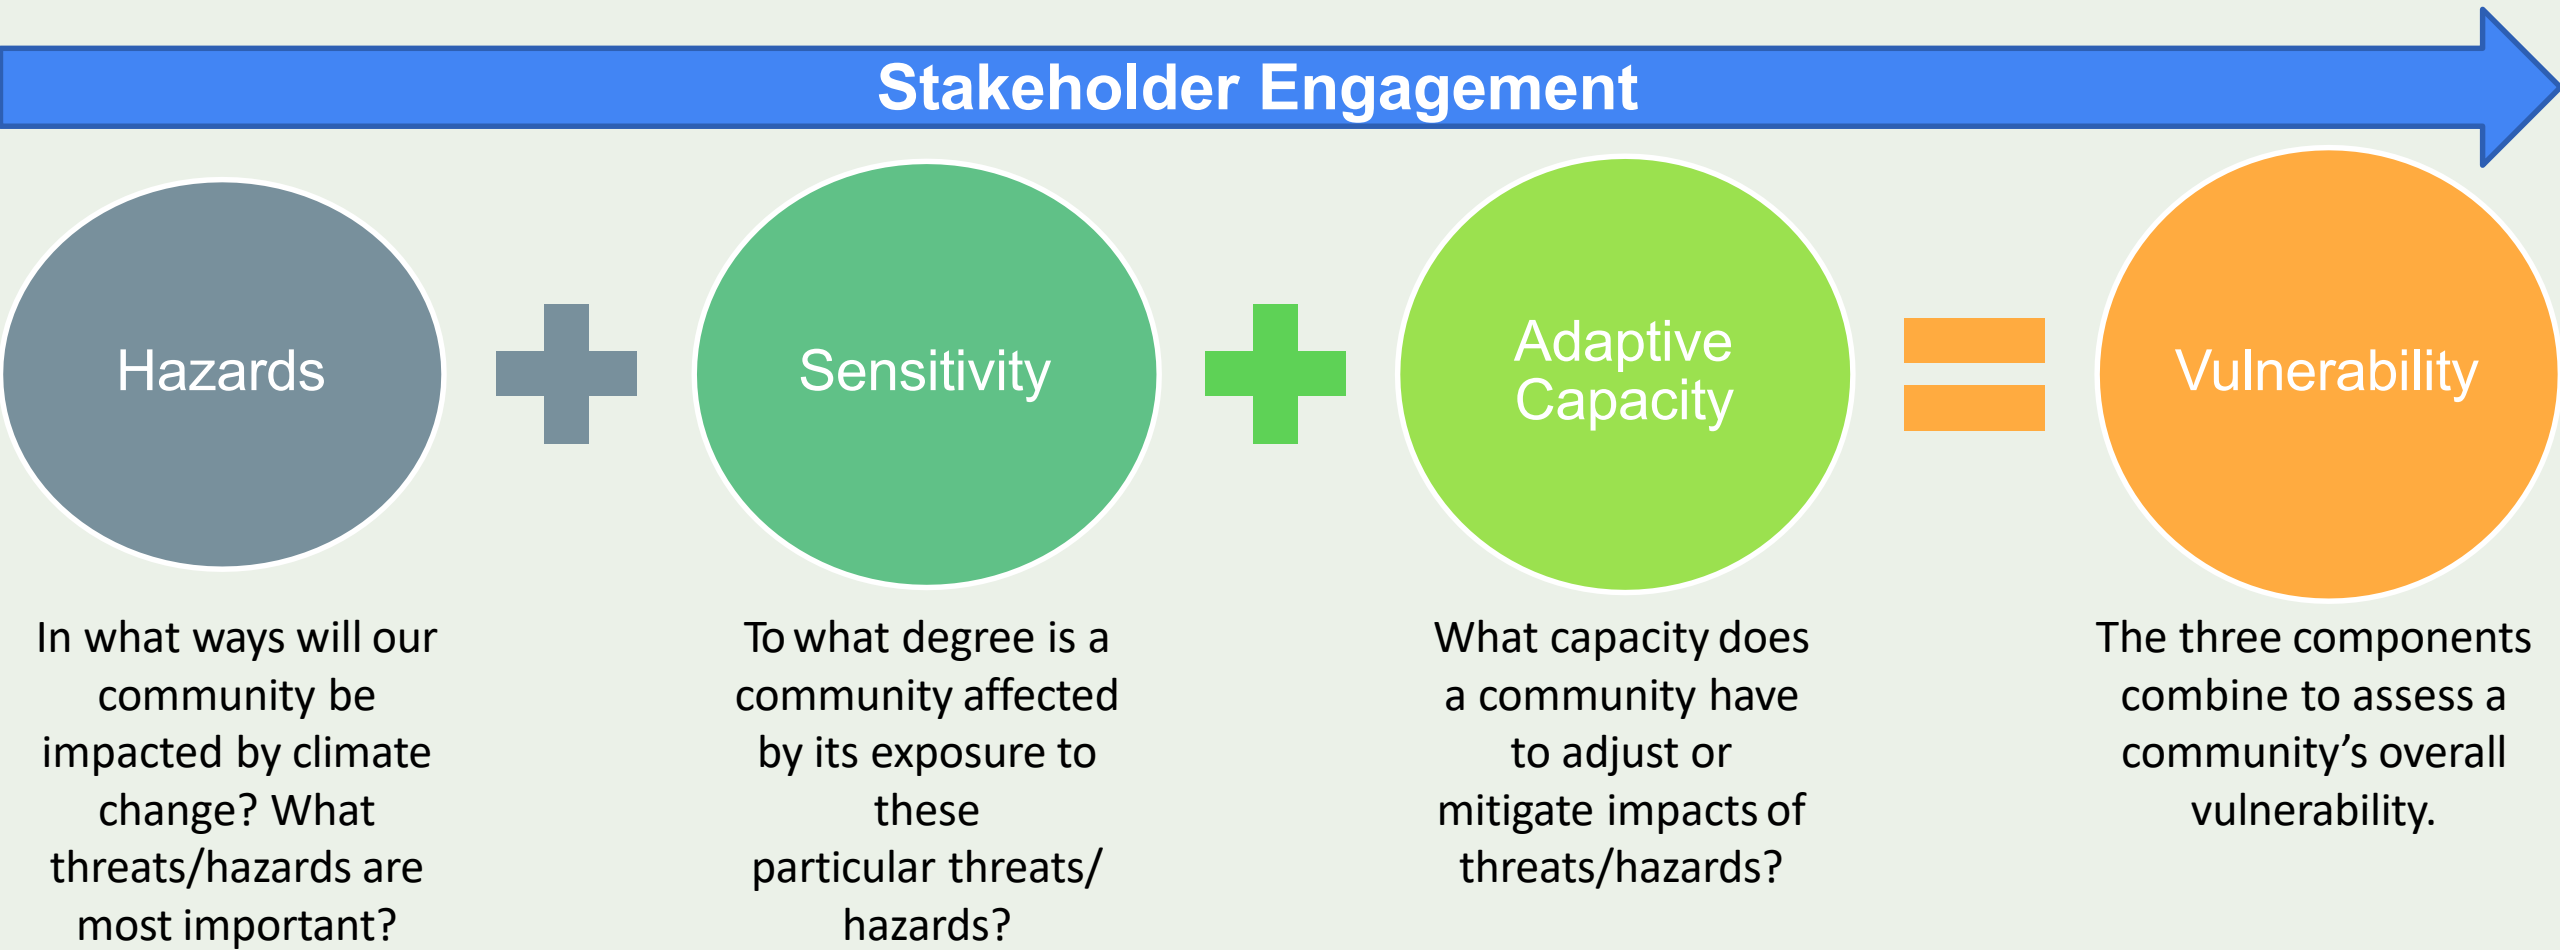 Stakeholder Engagement
Hazards
Sensitivity
Adaptive
Capacity
Vulnerability
In what ways will our
community be
impacted by climate
change? What
threats/hazards are
most important?
To what degree is a
community affected
by its exposure to
these
particular threats/
hazards?
What capacity does
a community have
to adjust or
mitigate impacts of
threats/hazards?
The three components
combine to assess a
community’s overall
vulnerability.